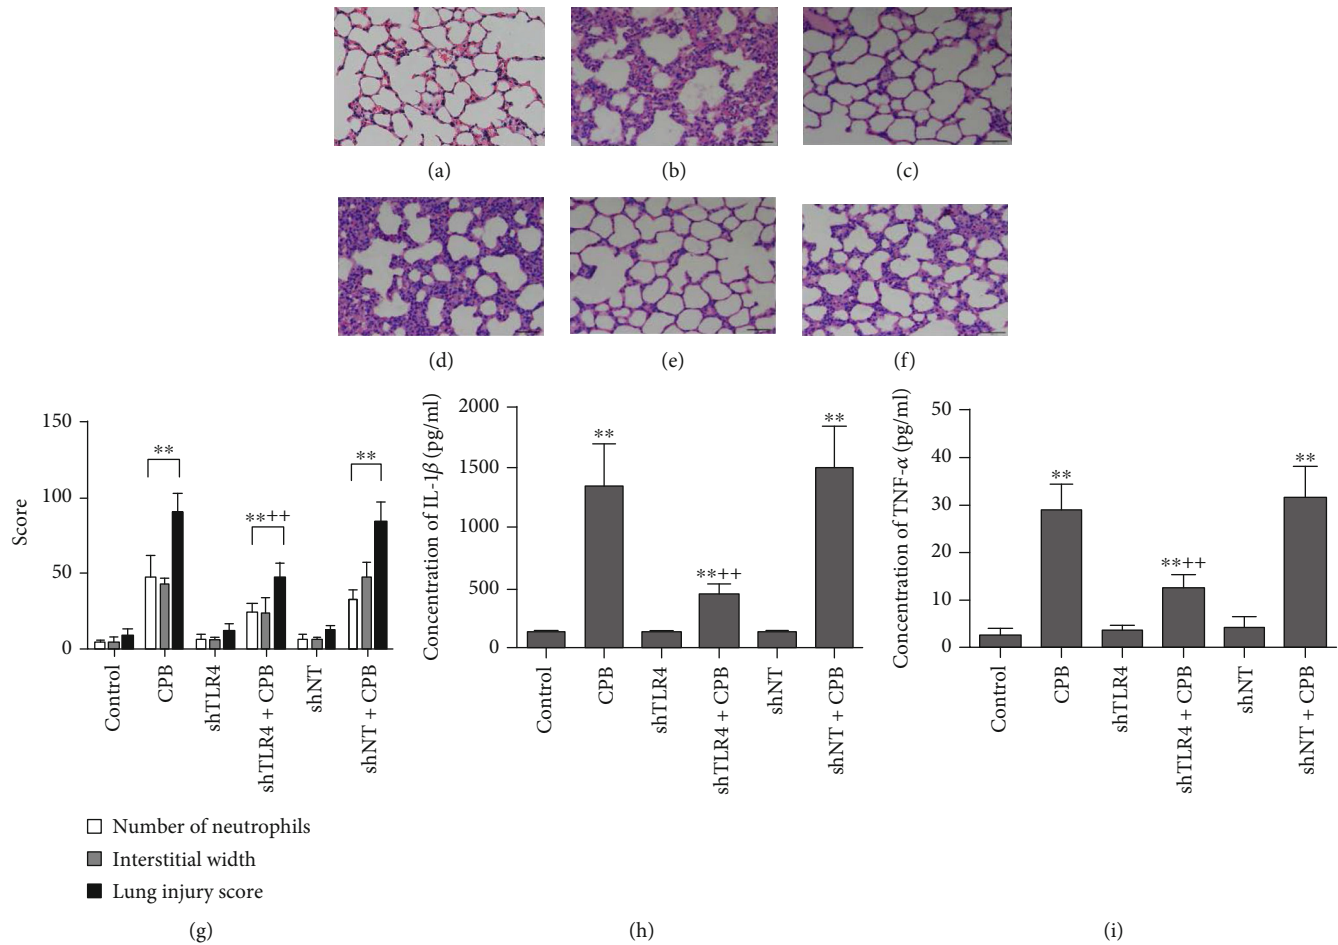 (a)
(b)
(c)
(d)
(e)
(f)
Score
150
100
50
0
**
**++
**
Control
CPB
shTLR4
shTLR4 + CPB
shNT
shNT + CPB
Number of neutrophils
Interstitial width
Lung injury score
(g)
Concentration of IL-1β (pg/ml)
2000
1500
1000
500
0
**
**++
**
Control
CPB
shTLR4
shTLR4 + CPB
shNT
shNT + CPB
(h)
Concentration of TNF-α (pg/ml)
50
40
30
20
10
0
**
**++
**
Control
CPB
shTLR4
shTLR4 + CPB
shNT
shNT + CPB
(i)